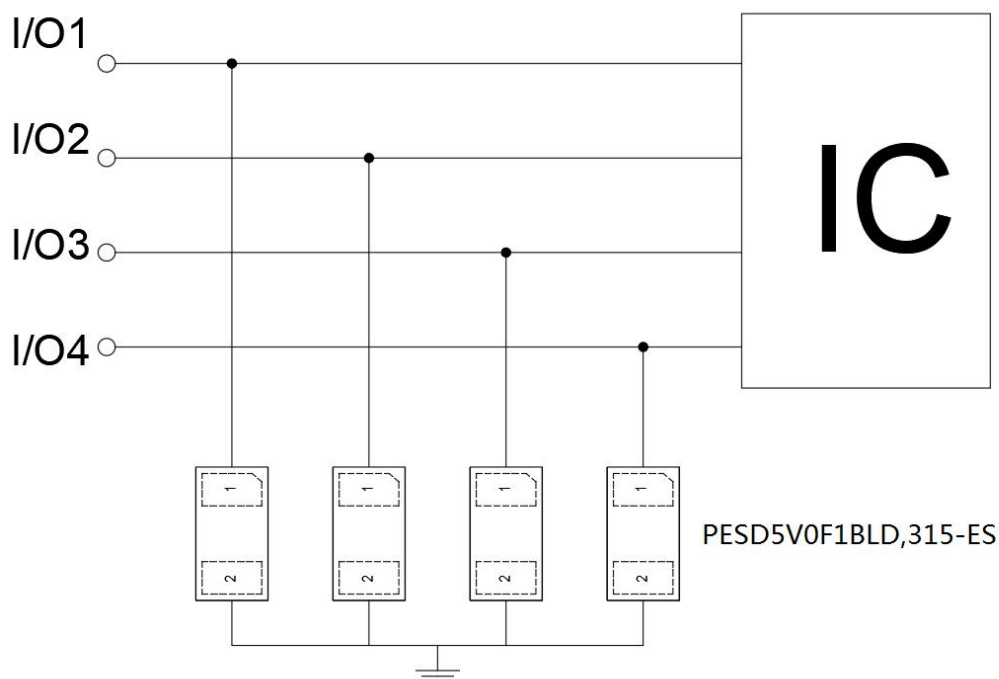 I/O1
I/O2
I/O3
I/O4
IC
1 1 1 1
PESD5V0F1BLD,315-ES
2 2 2 2